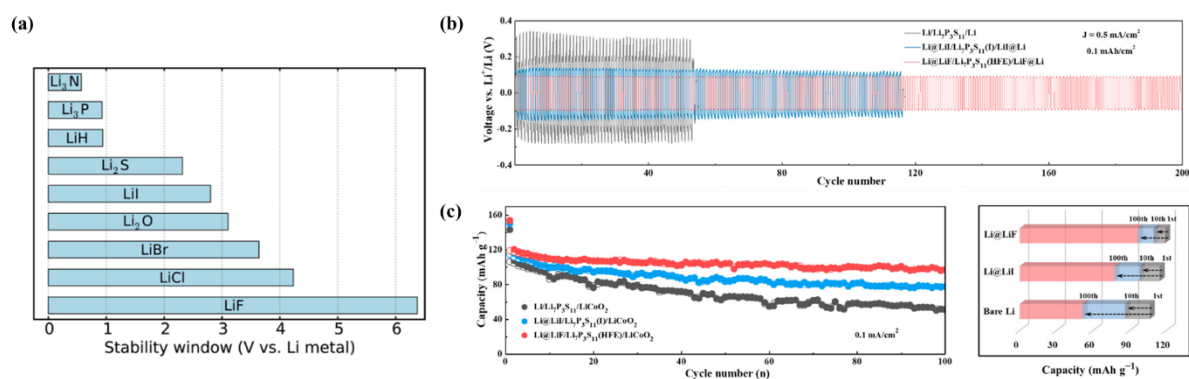 (a)
Li₃N
Li₃P
LiH
Li₂S
LiI
Li₂O
LiBr
LiCl
LiF
0 1 2 3 4 5 6
Stability window (V vs. Li metal)
(b)
Voltage vs. Li⁺/Li (V)
0.4
0.2
0.0
-0.2
-0.4
Li/Li₇P₃S₁₁/Li
Li@LiI/Li₇P₃S₁₁(I)/LiI@Li
Li@LiF/Li₇P₃S₁₁(HFE)/LiF@Li
J = 0.5 mA/cm²
0.1 mAh/cm²
40 80 120 160 200
Cycle number
(c)
Capacity (mAh g⁻¹)
160
120
80
40
0
Li/Li₇P₃S₁₁/LiCoO₂
Li@LiI/Li₇P₃S₁₁(I)/LiCoO₂
Li@LiF/Li₇P₃S₁₁(HFE)/LiCoO₂
0.1 mA/cm²
0 20 40 60 80 100
Cycle number (n)
Li@LiF
100th 10th 1st
Li@LiI
100th 10th 1st
Bare Li
100th 10th 1st
0 30 60 90 120
Capacity (mAh g⁻¹)